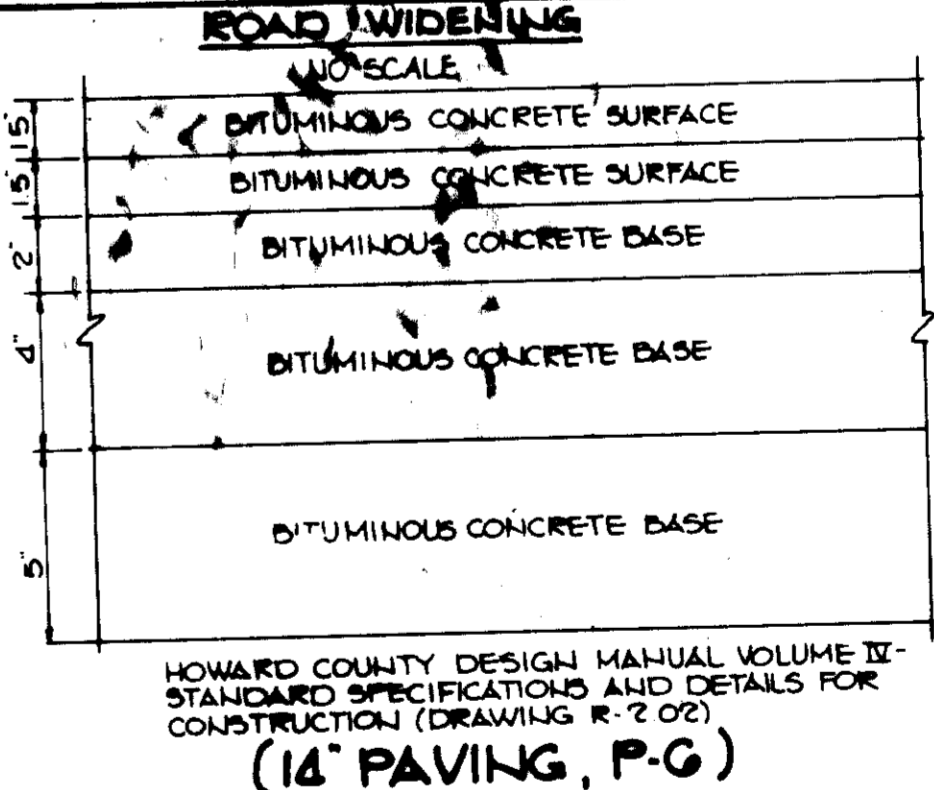 ROAD WIDENING
NO SCALE
1.5" BITUMINOUS CONCRETE SURFACE
1.5" BITUMINOUS CONCRETE SURFACE
2" BITUMINOUS CONCRETE BASE
4" BITUMINOUS CONCRETE BASE
5" BITUMINOUS CONCRETE BASE
HOWARD COUNTY DESIGN MANUAL VOLUME IV-
STANDARD SPECIFICATIONS AND DETAILS FOR
CONSTRUCTION (DRAWING R-2.02)
(14" PAVING, P-6)